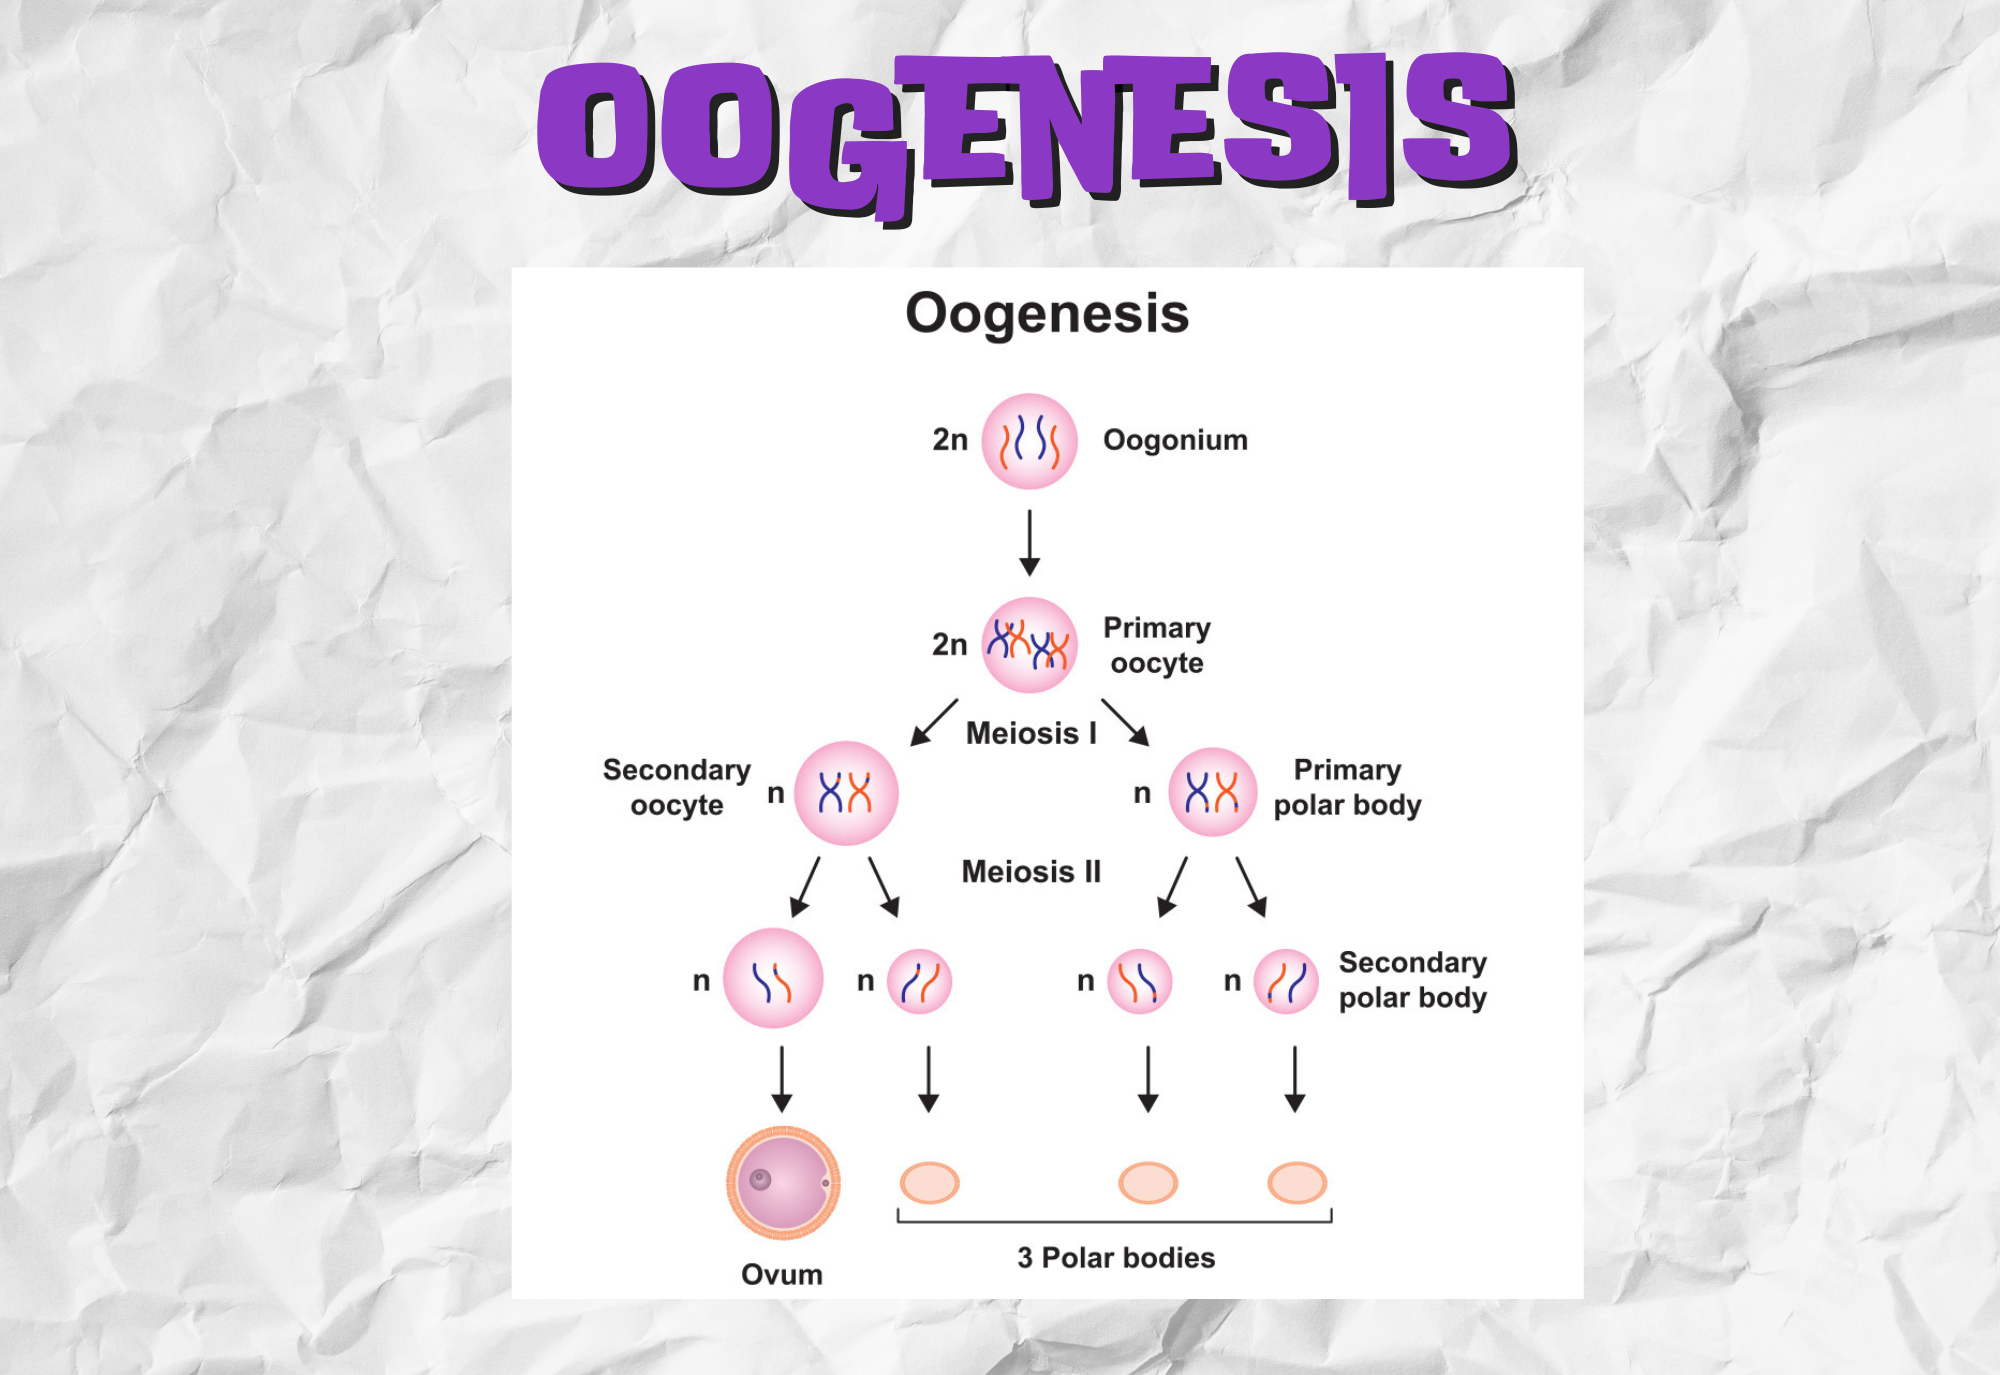 OOGENESIS
Oogenesis
2n
Oogonium
2n
Primary
oocyte
Meiosis I
Secondary
oocyte
n
n
Primary
polar body
Meiosis II
n
n
n
n
Secondary
polar body
Ovum
3 Polar bodies